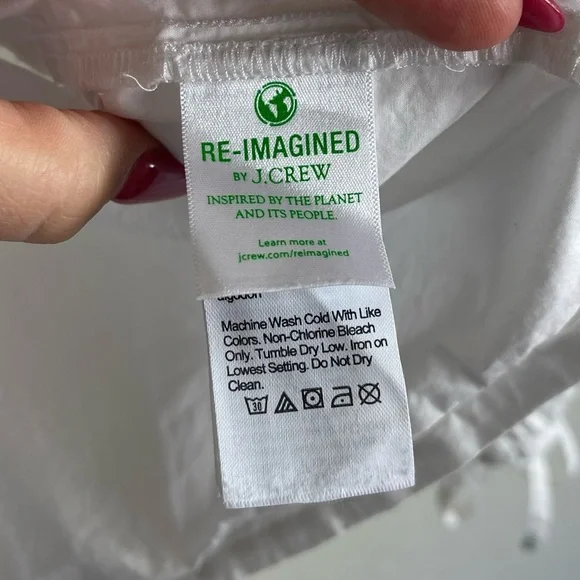 RE-IMAGINED
BY J.CREW
INSPIRED BY THE PLANET
AND ITS PEOPLE.
Learn more at
jcrew.com/reimagined
algodón
Machine Wash Cold With Like
Colors. Non-Chlorine Bleach
Only. Tumble Dry Low. Iron on
Lowest Setting. Do Not Dry
Clean.
30